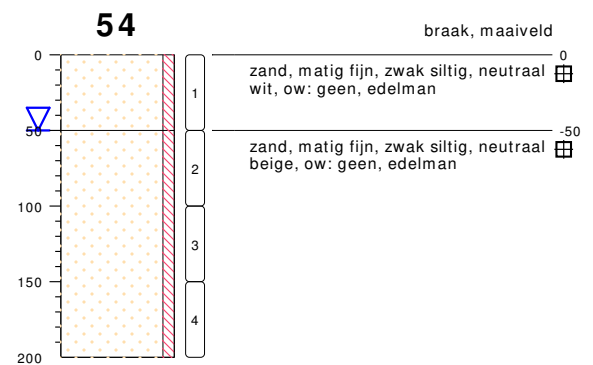 54
braak, maaiveld
0
0
zand, matig fijn, zwak siltig, neutraal
wit, ow: geen, edelman
1
50
-50
zand, matig fijn, zwak siltig, neutraal
beige, ow: geen, edelman
2
100
3
150
4
200